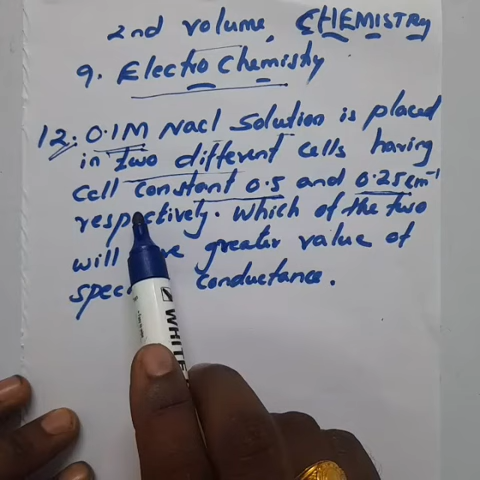 2nd volume, CHEMISTRY
9. Electro Chemistry
12. 0.1M Nacl Solution is placed
in two different cells having
cell constant 0.5 and 0.25cm⁻¹
respectively. Which of the two
will greater value of
conductance.
WHITE